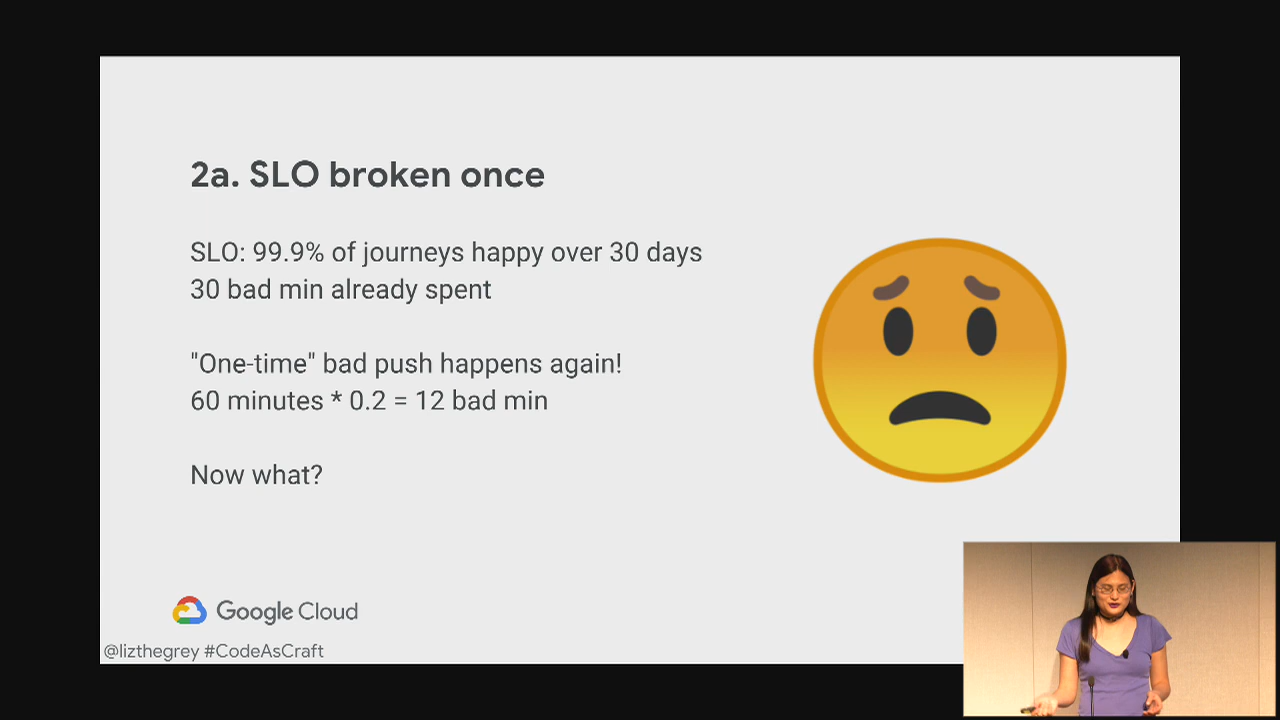 2a. SLO broken once
SLO: 99.9% of journeys happy over 30 days
30 bad min already spent
"One-time" bad push happens again!
60 minutes * 0.2 = 12 bad min
Now what?
Google Cloud
@lizthegrey #CodeAsCraft